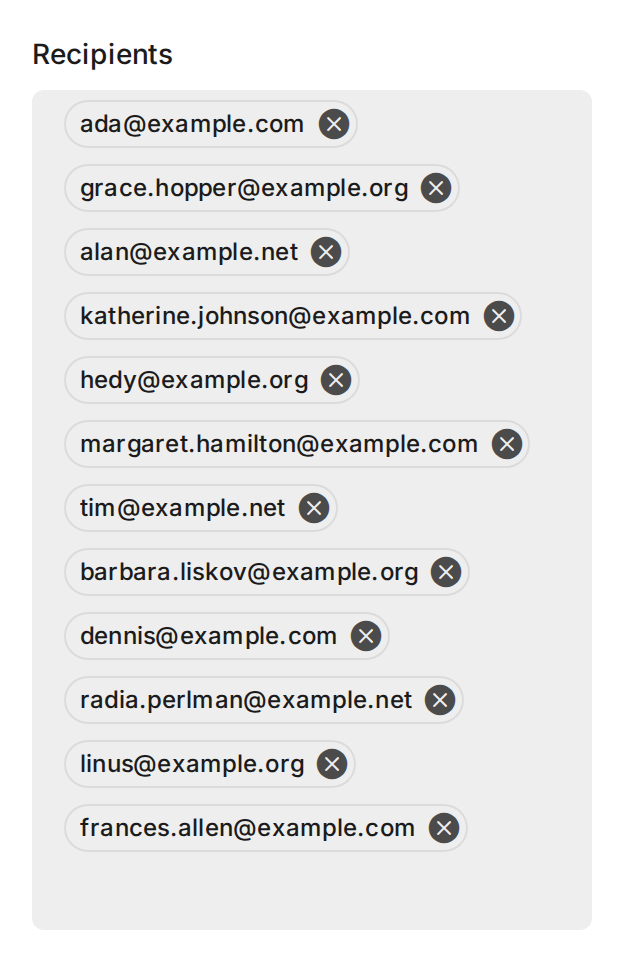 Recipients
ada@example.com
grace.hopper@example.org
alan@example.net
katherine.johnson@example.com
hedy@example.org
margaret.hamilton@example.com
tim@example.net
barbara.liskov@example.org
dennis@example.com
radia.perlman@example.net
linus@example.org
frances.allen@example.com